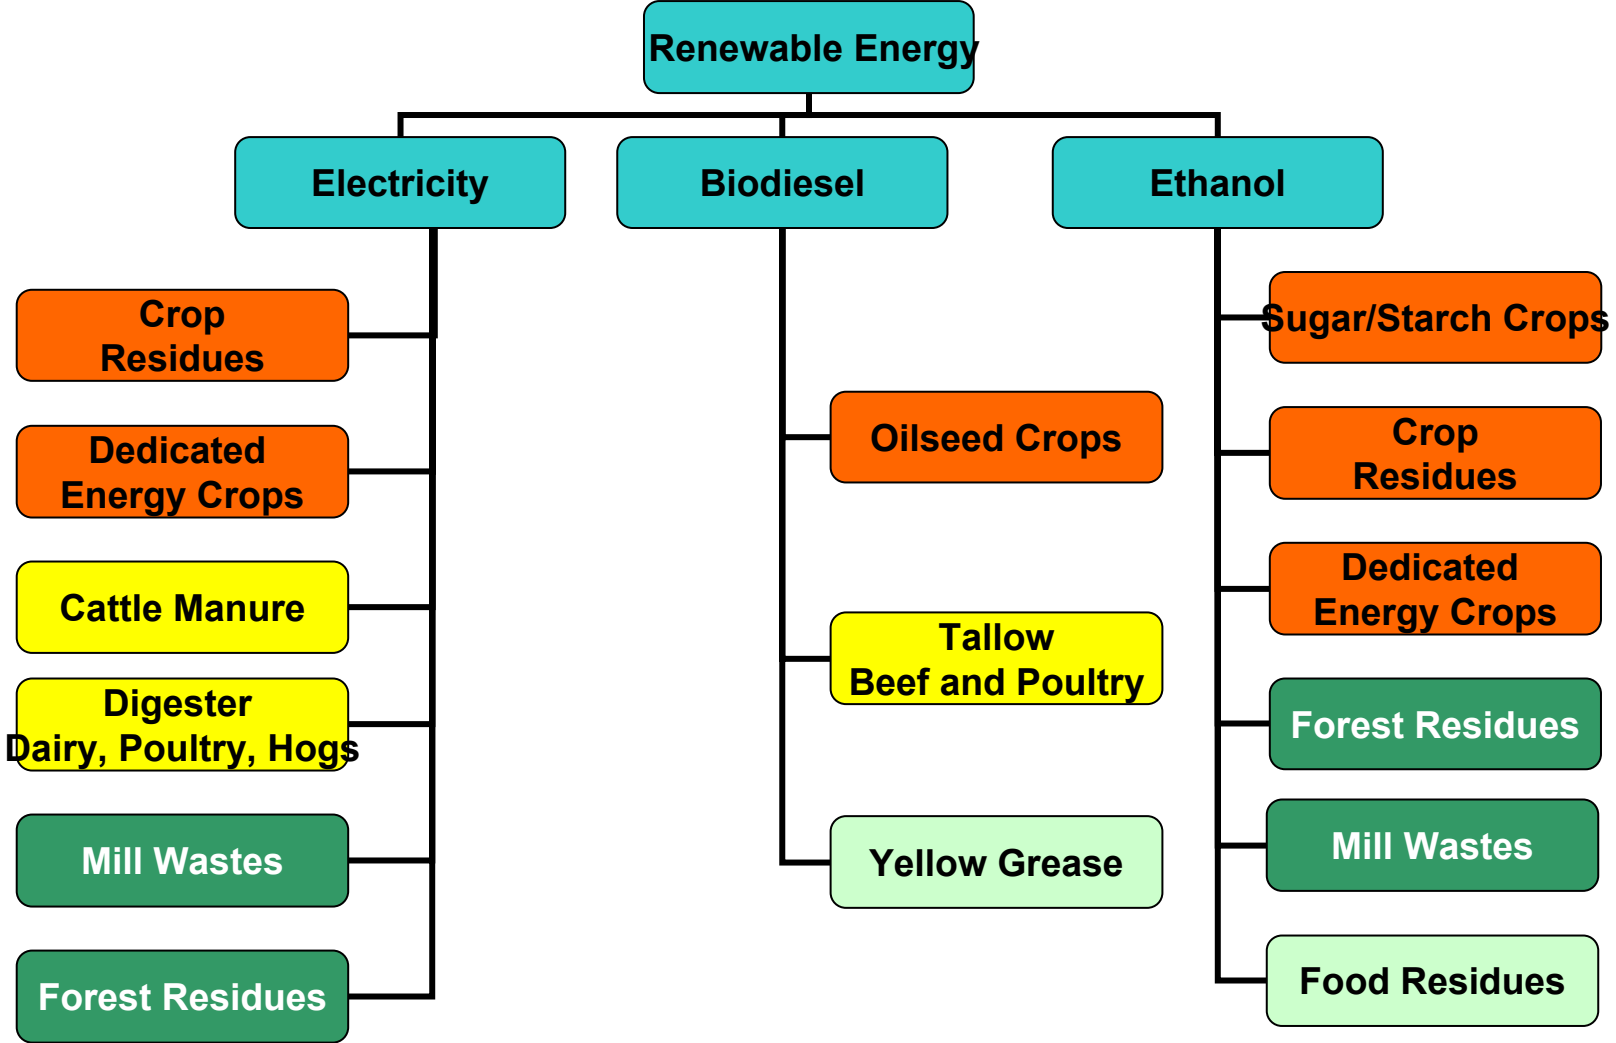 Renewable Energy
Electricity
Biodiesel
Ethanol
Crop
Residues
Dedicated
Energy Crops
Cattle Manure
Digester
Dairy, Poultry, Hogs
Mill Wastes
Forest Residues
Oilseed Crops
Tallow
Beef and Poultry
Yellow Grease
Sugar/Starch Crops
Crop
Residues
Dedicated
Energy Crops
Forest Residues
Mill Wastes
Food Residues